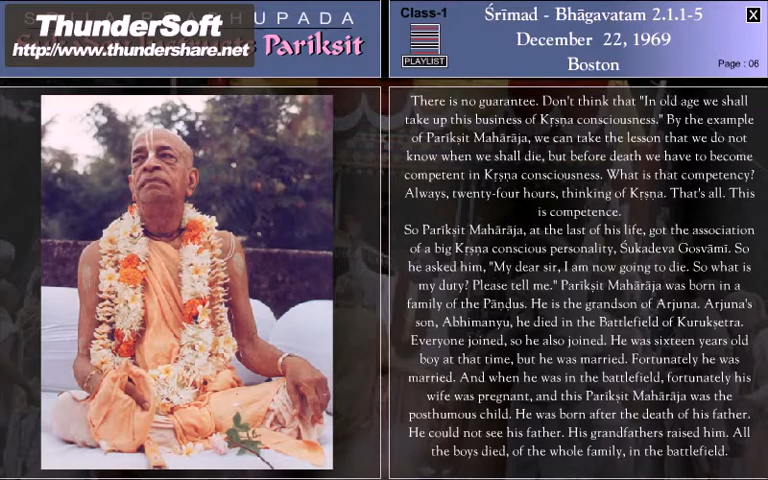 ThunderSoft
http://www.thundershare.net
Parikṣit
Class-1
PLAYLIST
Śrīmad - Bhāgavatam 2.1.1-5
December 22, 1969
Boston
X
Page : 06
There is no guarantee. Don't think that "In old age we shall
take up this business of Kṛṣṇa consciousness." By the example
of Parīkṣit Mahārāja, we can take the lesson that we do not
know when we shall die, but before death we have to become
competent in Kṛṣṇa consciousness. What is that competency?
Always, twenty-four hours, thinking of Kṛṣṇa. That's all. This
is competence.
So Parīkṣit Mahārāja, at the last of his life, got the association
of a big Kṛṣṇa conscious personality, Śukadeva Gosvāmī. So
he asked him, "My dear sir, I am now going to die. So what is
my duty? Please tell me." Parīkṣit Mahārāja was born in a
family of the Pāṇḍus. He is the grandson of Arjuna. Arjuna's
son, Abhimanyu, he died in the Battlefield of Kurukṣetra.
Everyone joined, so he also joined. He was sixteen years old
boy at that time, but he was married. Fortunately he was
married. And when he was in the battlefield, fortunately his
wife was pregnant, and this Parīkṣit Mahārāja was the
posthumous child. He was born after the death of his father.
He could not see his father. His grandfathers raised him. All
the boys died, of the whole family, in the battlefield.